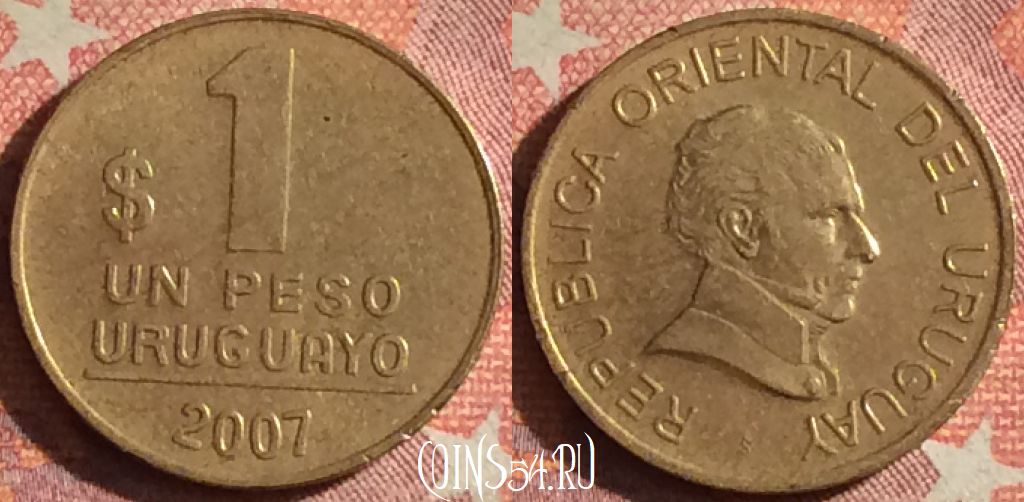 $ 1
UN PESO
URUGUAYO
2007
REPUBLICA ORIENTAL DEL URUGUAY
COINS54.RU